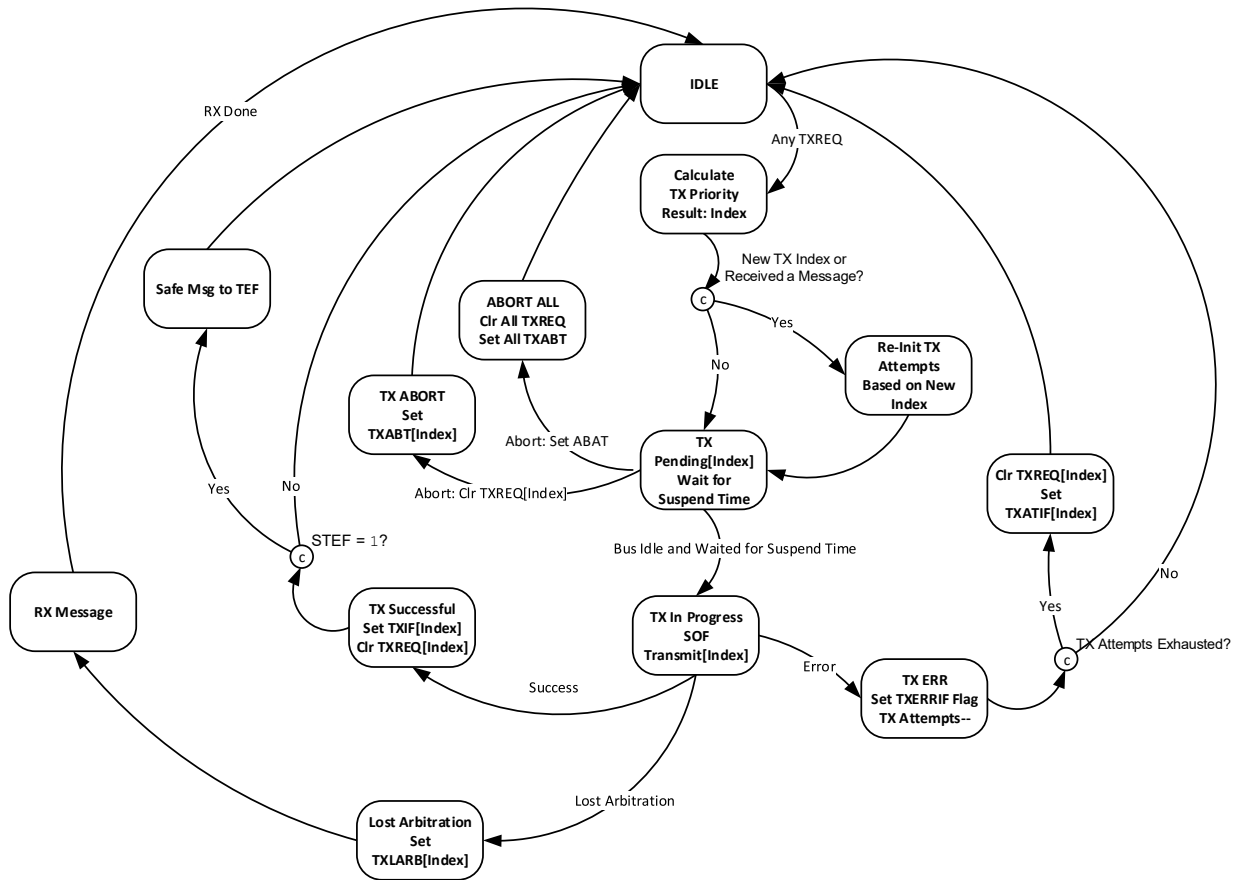 IDLE
RX Done
Any TXREQ
Calculate
TX Priority
Result: Index
New TX Index or
Received a Message?
Safe Msg to TEF
ABORT ALL
Clr All TXREQ
Set All TXABT
c
Yes
No
Re-Init TX
Attempts
Based on New
Index
TX ABORT
Set
TXABT[Index]
Abort: Set ABAT
TX
Pending[Index]
Wait for
Suspend Time
Abort: Clr TXREQ[Index]
Clr TXREQ[Index]
Set
TXATIF[Index]
Yes
No
STEF = 1?
c
Bus Idle and Waited for Suspend Time
No
Yes
RX Message
TX Successful
Set TXIF[Index]
Clr TXREQ[Index]
TX In Progress
SOF
Transmit[Index]
TX Attempts Exhausted?
c
Error
TX ERR
Set TXERRIF Flag
TX Attempts--
Success
Lost Arbitration
Lost Arbitration
Set
TXLARB[Index]